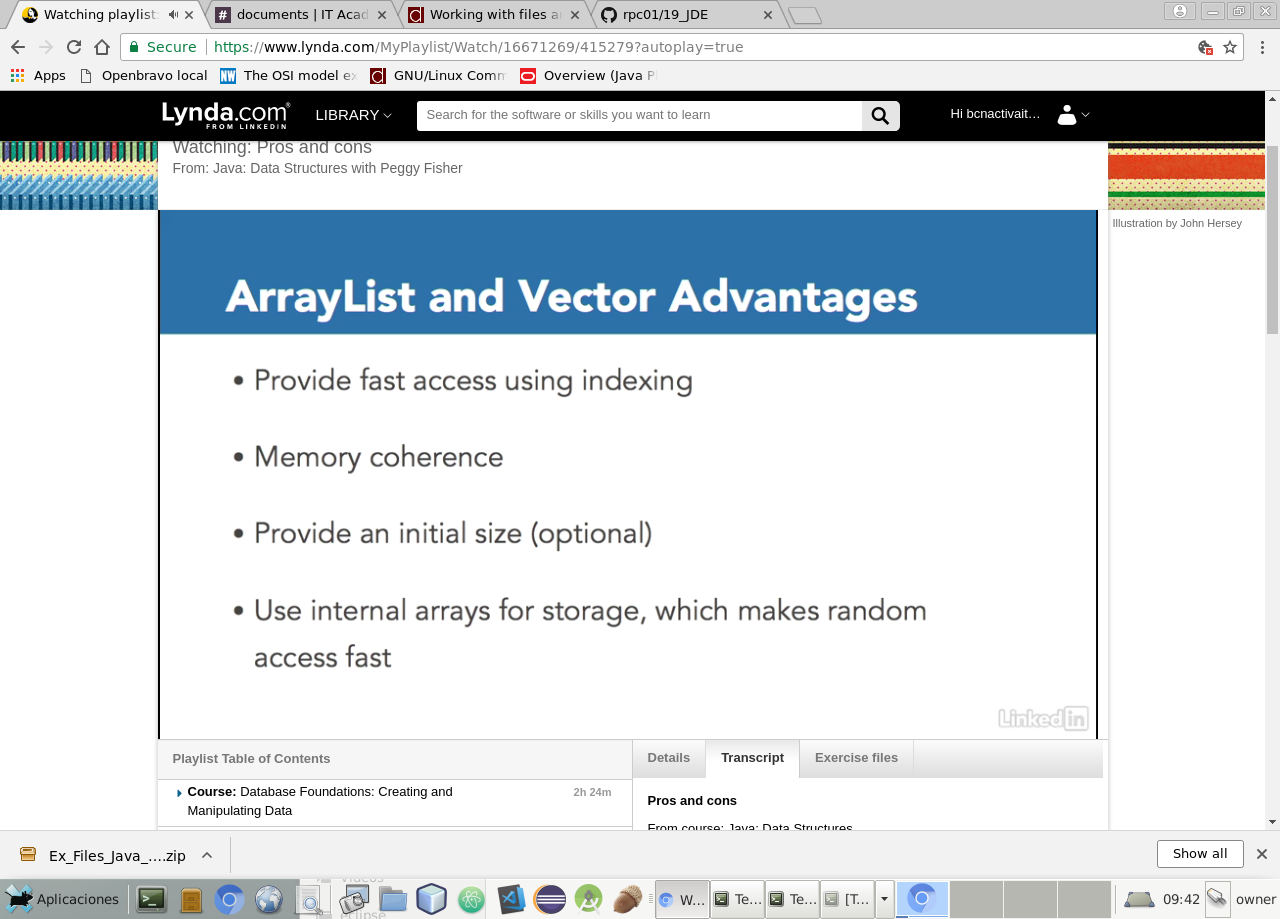 Watching playlist:
documents | IT Acad
Working with files a
rpc01/19_JDE
Secure
https://www.lynda.com/MyPlaylist/Watch/16671269/415279?autoplay=true
Apps
Openbravo local
The OSI model ex
GNU/Linux Comm
Overview (Java P
Lynda.com
FROM LINKEDIN
LIBRARY
Search for the software or skills you want to learn
Hi bcnactivait…
Watching: Pros and cons
From: Java: Data Structures with Peggy Fisher
Illustration by John Hersey
ArrayList and Vector Advantages
• Provide fast access using indexing
• Memory coherence
• Provide an initial size (optional)
• Use internal arrays for storage, which makes random
access fast
Linked in
Playlist Table of Contents
Details
Transcript
Exercise files
Course: Database Foundations: Creating and
Manipulating Data
2h 24m
Pros and cons
From course: Java: Data Structures
Ex_Files_Java_....zip
Show all
Aplicaciones
eclipse
W...
Te...
Te...
[T...
09:42
owner